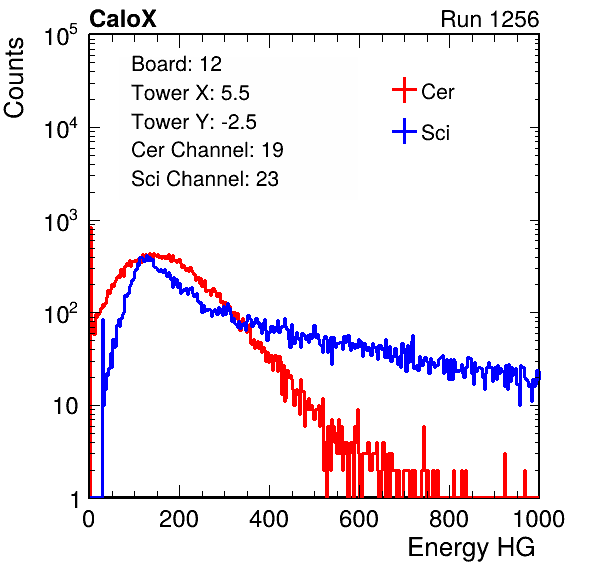 CaloX Run 1256
Counts
Board: 12
Tower X: 5.5
Tower Y: -2.5
Cer Channel: 19
Sci Channel: 23
Cer
Sci
10^5
10^4
10^3
10^2
10
1
0 200 400 600 800 1000
Energy HG